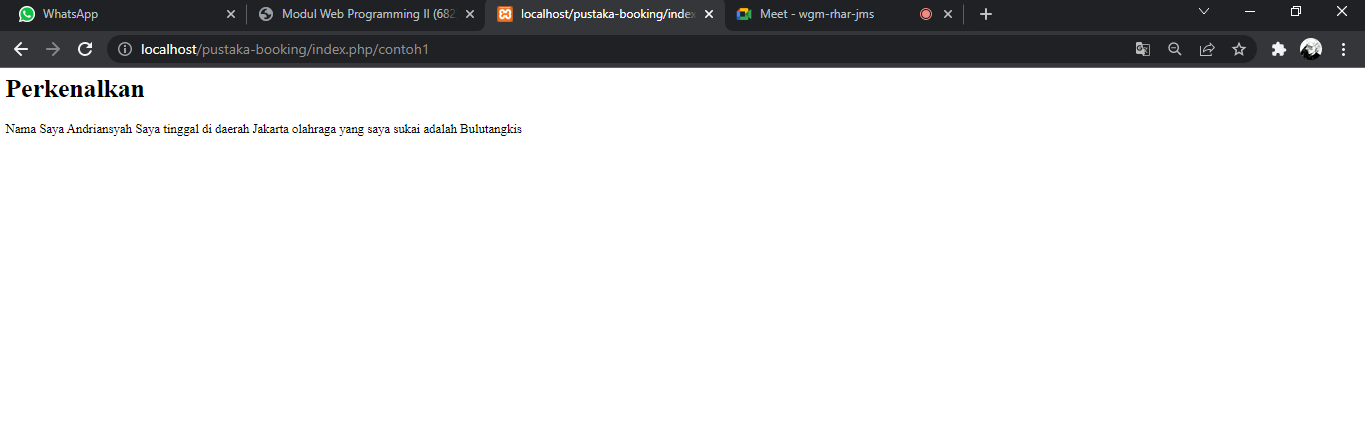 WhatsApp
Modul Web Programming II (682
localhost/pustaka-booking/index
Meet - wgm-rhar-jms
localhost/pustaka-booking/index.php/contoh1
Perkenalkan
Nama Saya Andriansyah Saya tinggal di daerah Jakarta olahraga yang saya sukai adalah Bulutangkis